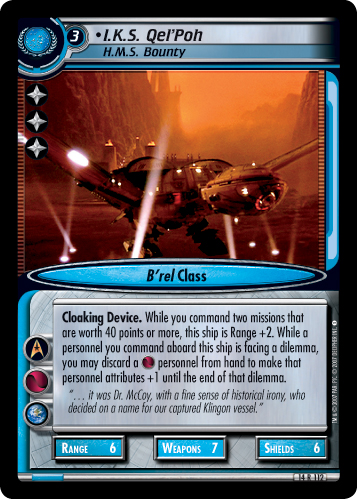 3
•I.K.S. Qel'Poh
H.M.S. Bounty
B'rel Class
Cloaking Device. While you command two missions that
are worth 40 points or more, this ship is Range +2. While a
personnel you command aboard this ship is facing a dilemma,
you may discard a personnel from hand to make that
personnel attributes +1 until the end of that dilemma.
"… it was Dr. McCoy, with a fine sense of historical irony, who
decided on a name for our captured Klingon vessel."
RANGE 6 WEAPONS 7 SHIELDS 6
14 R 112